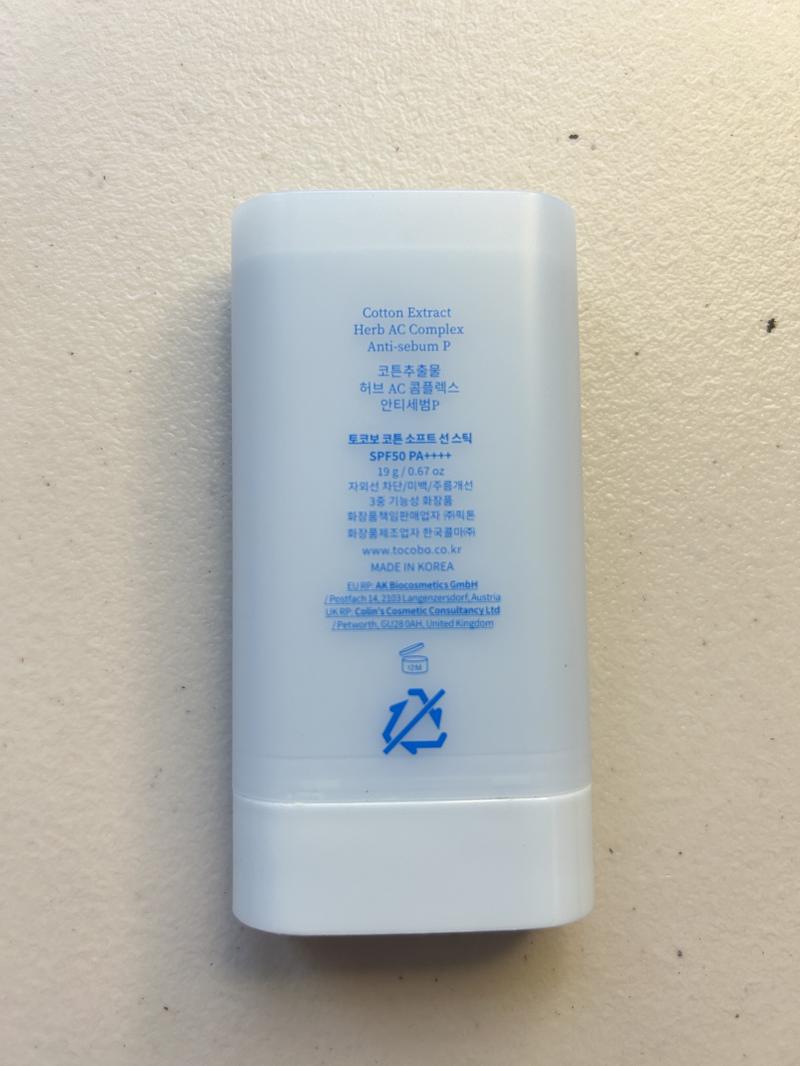 Cotton Extract
Herb AC Complex
Anti-sebum P
코튼추출물
허브 AC 콤플렉스
안티세범P
토코보 코튼 소프트 선 스틱
SPF50 PA++++
19 g / 0.67 oz
자외선 차단/미백/주름개선
3중 기능성 화장품
화장품책임판매업자 ㈜픽톤
화장품제조업자 한국콜마㈜
www.tocobo.co.kr
MADE IN KOREA
EU RP: AK Biocosmetics GmbH
/ Postfach 14, 2103 Langenzersdorf, Austria
UK RP: Colin's Cosmetic Consultancy Ltd
/ Petworth, GU28 0AH, United Kingdom
12M